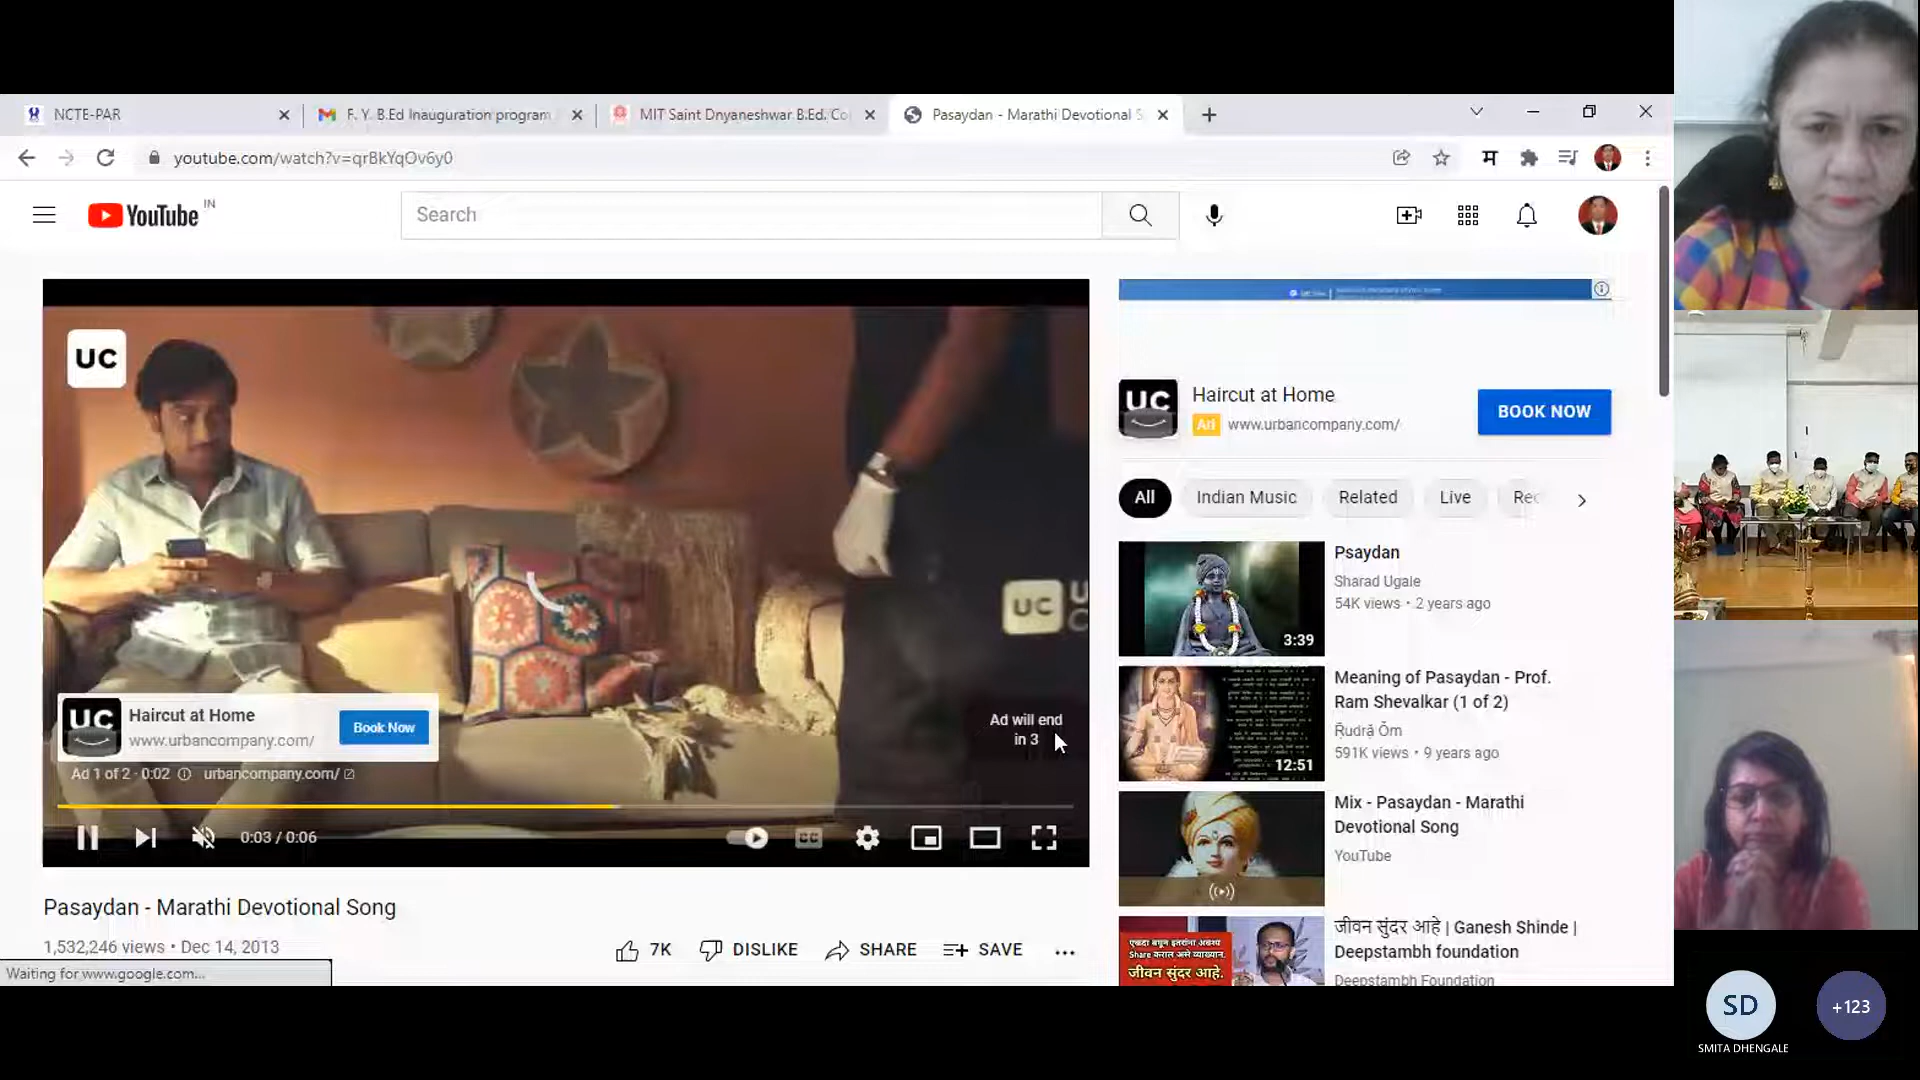 NCTE-PAR
F. Y. B.Ed Inauguration program
MIT Saint Dnyaneshwar B.Ed. Co
Pasaydan - Marathi Devotional S
youtube.com/watch?v=qrBkYqOv6y0
म
YouTube IN
Search
UC
UC
Haircut at Home
www.urbancompany.com/
Book Now
Ad 1 of 2 · 0:02
urbancompany.com/
Ad will end
in 3
UC
0:03 / 0:06
CC
Pasaydan - Marathi Devotional Song
1,532,246 views • Dec 14, 2013
7K
DISLIKE
SHARE
SAVE
Waiting for www.google.com...
UC
Haircut at Home
Ad www.urbancompany.com/
BOOK NOW
All
Indian Music
Related
Live
Rec
Psaydan
Sharad Ugale
54K views • 2 years ago
3:39
Meaning of Pasaydan - Prof.
Ram Shevalkar (1 of 2)
591K views • 9 years ago
12:51
Mix - Pasaydan - Marathi
Devotional Song
YouTube
जीवन सुंदर आहे | Ganesh Shinde |
Deepstambh foundation
Deepstambh Foundation
जीवन सुंदर आहे.
SD
+123
SMITA DHENGALE